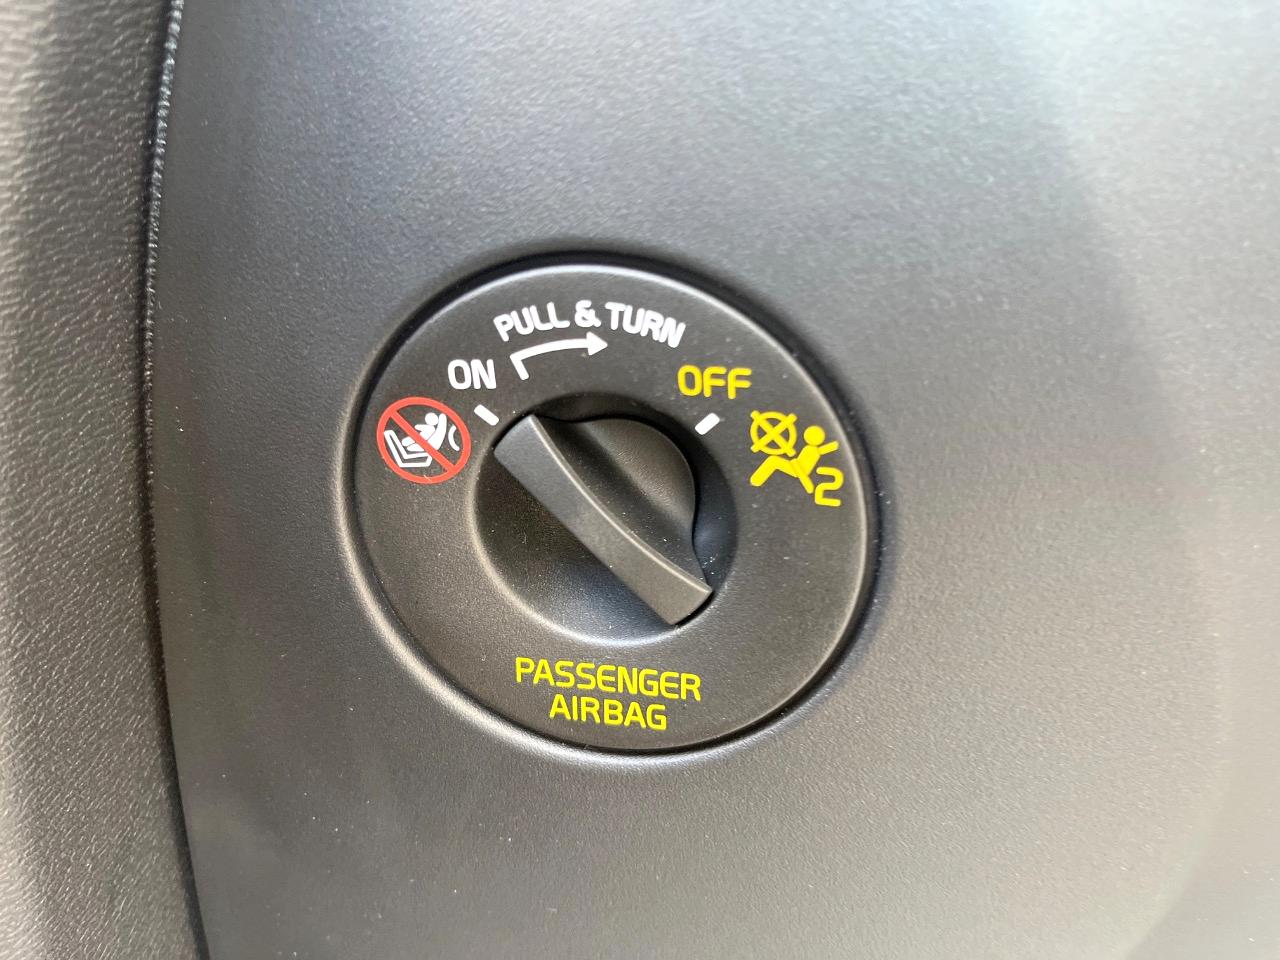 PULL & TURN
ON
OFF
2
PASSENGER
AIRBAG